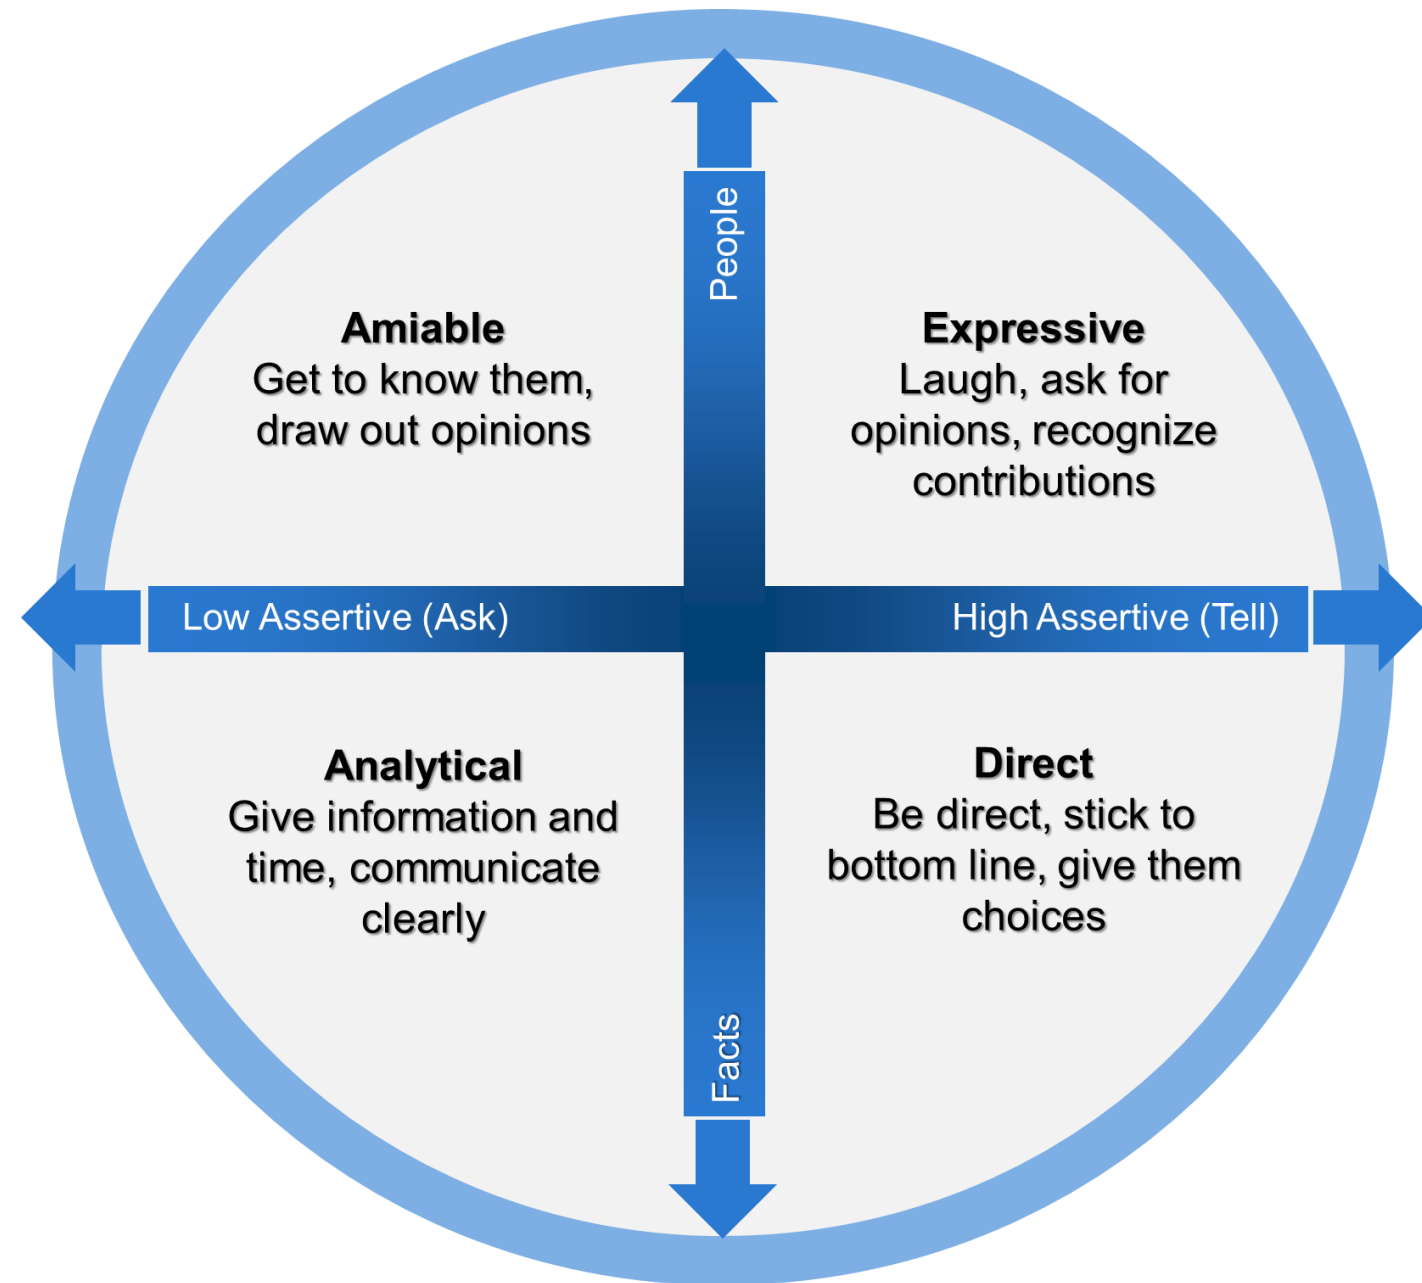 People
Amiable
Get to know them,
draw out opinions
Expressive
Laugh, ask for
opinions, recognize
contributions
Low Assertive (Ask)
High Assertive (Tell)
Analytical
Give information and
time, communicate
clearly
Direct
Be direct, stick to
bottom line, give them
choices
Facts